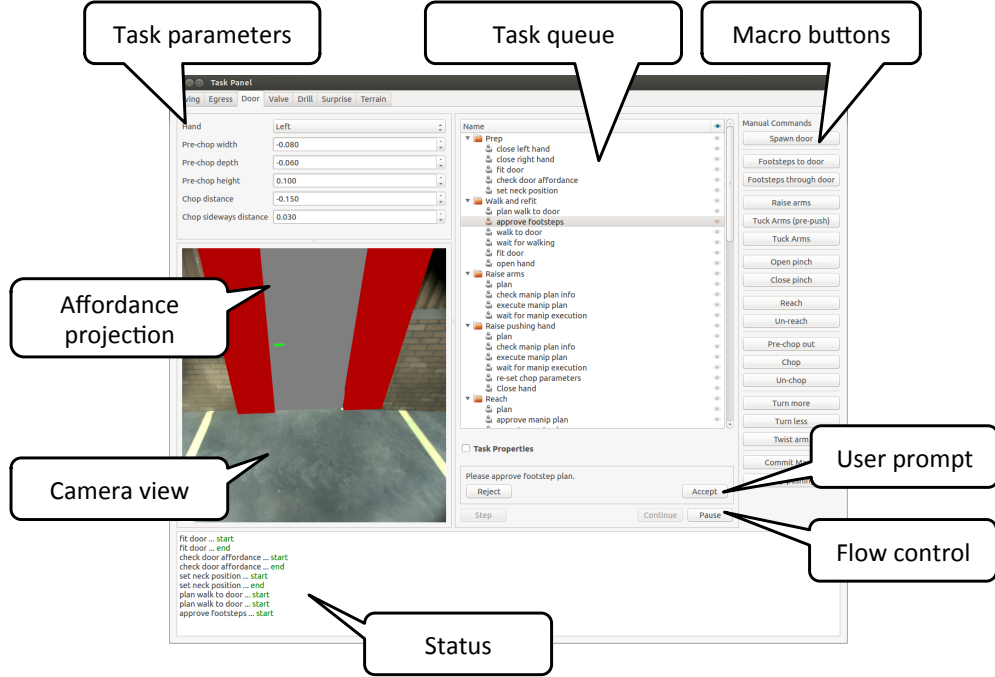 Task parameters
Task queue
Macro buttons
Task Panel
ving Egress Door Valve Drill Surprise Terrain
Hand Left
Pre-chop width -0.080
Pre-chop depth -0.060
Pre-chop height 0.100
Chop distance -0.150
Chop sideways distance 0.030
Affordance
projection
Camera view
Name
Prep
close left hand
close right hand
fit door
check door affordance
set neck position
Walk and refit
plan walk to door
approve footsteps
walk to door
wait for walking
fit door
open hand
Raise arms
plan
check manip plan info
execute manip plan
wait for manip execution
Raise pushing hand
plan
check manip plan info
execute manip plan
wait for manip execution
re-set chop parameters
Close hand
Reach
plan
approve manip plan
Task Properties
Please approve footstep plan.
Reject Accept
Step Continue Pause
Manual Commands
Spawn door
Footsteps to door
Footsteps through door
Raise arms
Tuck Arms (pre-push)
Tuck Arms
Open pinch
Close pinch
Reach
Un-reach
Pre-chop out
Chop
Un-chop
Turn more
Turn less
Twist arm
Commit M
User prompt
Flow control
fit door ... start
fit door ... end
check door affordance ... start
check door affordance ... end
set neck position ... start
set neck position ... end
plan walk to door ... start
plan walk to door ... start
approve footsteps ... start
Status